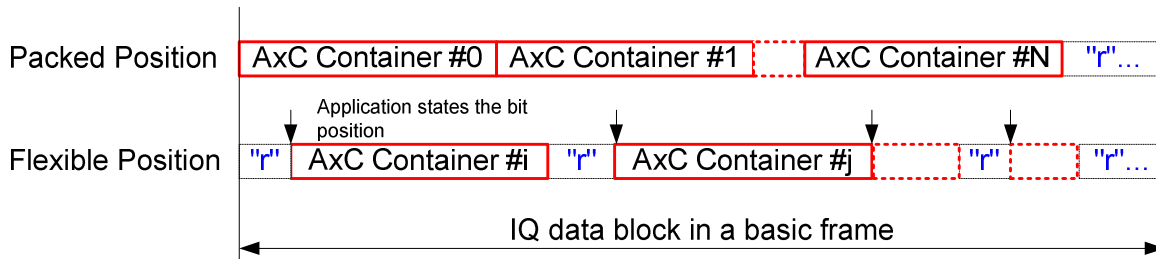 Packed Position AxC Container #0 AxC Container #1 AxC Container #N "r"...
Application states the bit
position
Flexible Position "r" AxC Container #i "r" AxC Container #j "r" "r"...
IQ data block in a basic frame